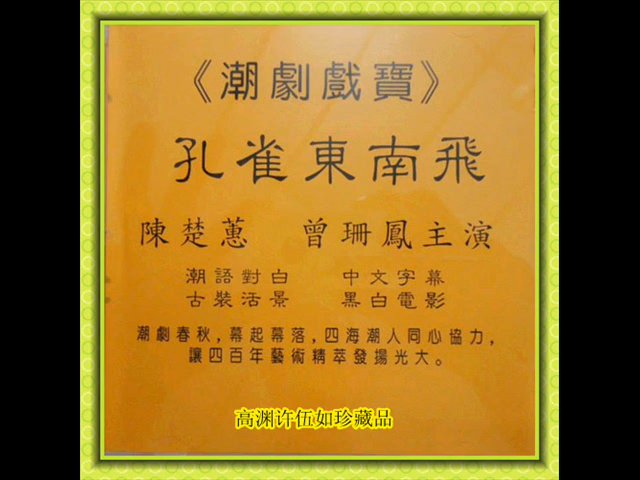 《潮劇戲寶》
孔雀東南飛
陳楚蕙 曾珊鳳主演
潮語對白 中文字幕
古裝活景 黑白電影
潮劇春秋,幕起幕落,四海潮人同心協力,
讓四百年藝術精萃發揚光大。
高渊许伍如珍藏品